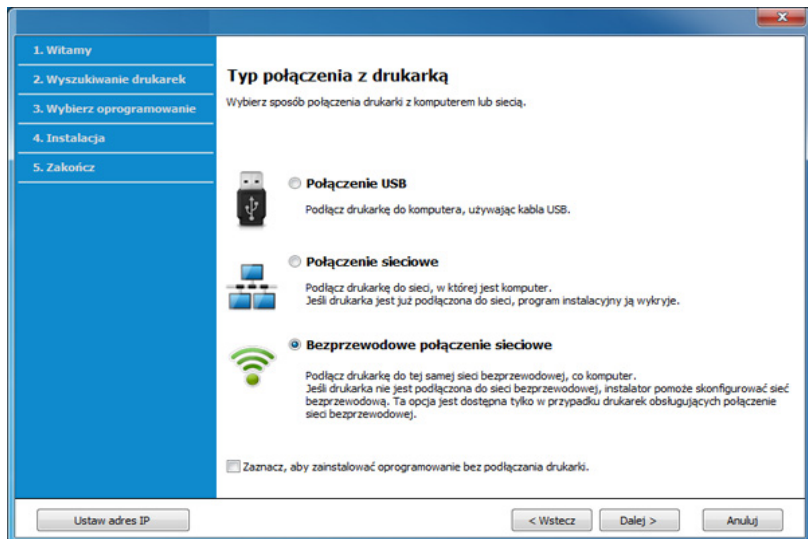 1. Witamy
2. Wyszukiwanie drukarek
3. Wybierz oprogramowanie
4. Instalacja
5. Zakończ
Typ połączenia z drukarką
Wybierz sposób połączenia drukarki z komputerem lub siecią.
Połączenie USB
Podłącz drukarkę do komputera, używając kabla USB.
Połączenie sieciowe
Podłącz drukarkę do sieci, w której jest komputer.
Jeśli drukarka jest już podłączona do sieci, program instalacyjny ją wykryje.
Bezprzewodowe połączenie sieciowe
Podłącz drukarkę do tej samej sieci bezprzewodowej, co komputer.
Jeśli drukarka nie jest podłączona do sieci bezprzewodowej, instalator pomoże skonfigurować sieć
bezprzewodową. Ta opcja jest dostępna tylko w przypadku drukarek obsługujących połączenie
sieci bezprzewodowej.
Zaznacz, aby zainstalować oprogramowanie bez podłączania drukarki.
Ustaw adres IP
< Wstecz
Dalej >
Anuluj